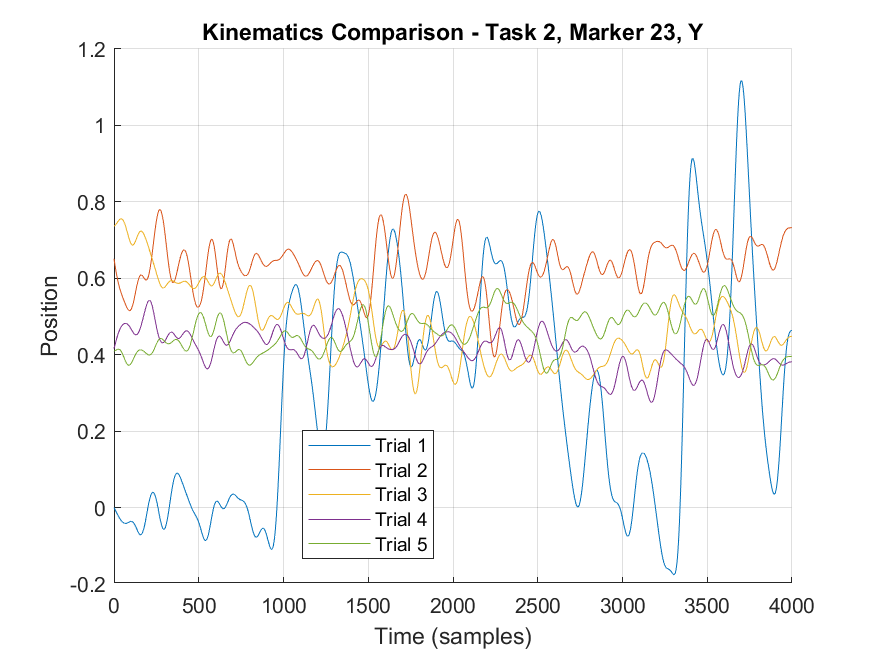 Kinematics Comparison - Task 2, Marker 23, Y
Position
1.2
1
0.8
0.6
0.4
0.2
0
-0.2
Trial 1
Trial 2
Trial 3
Trial 4
Trial 5
0 500 1000 1500 2000 2500 3000 3500 4000
Time (samples)